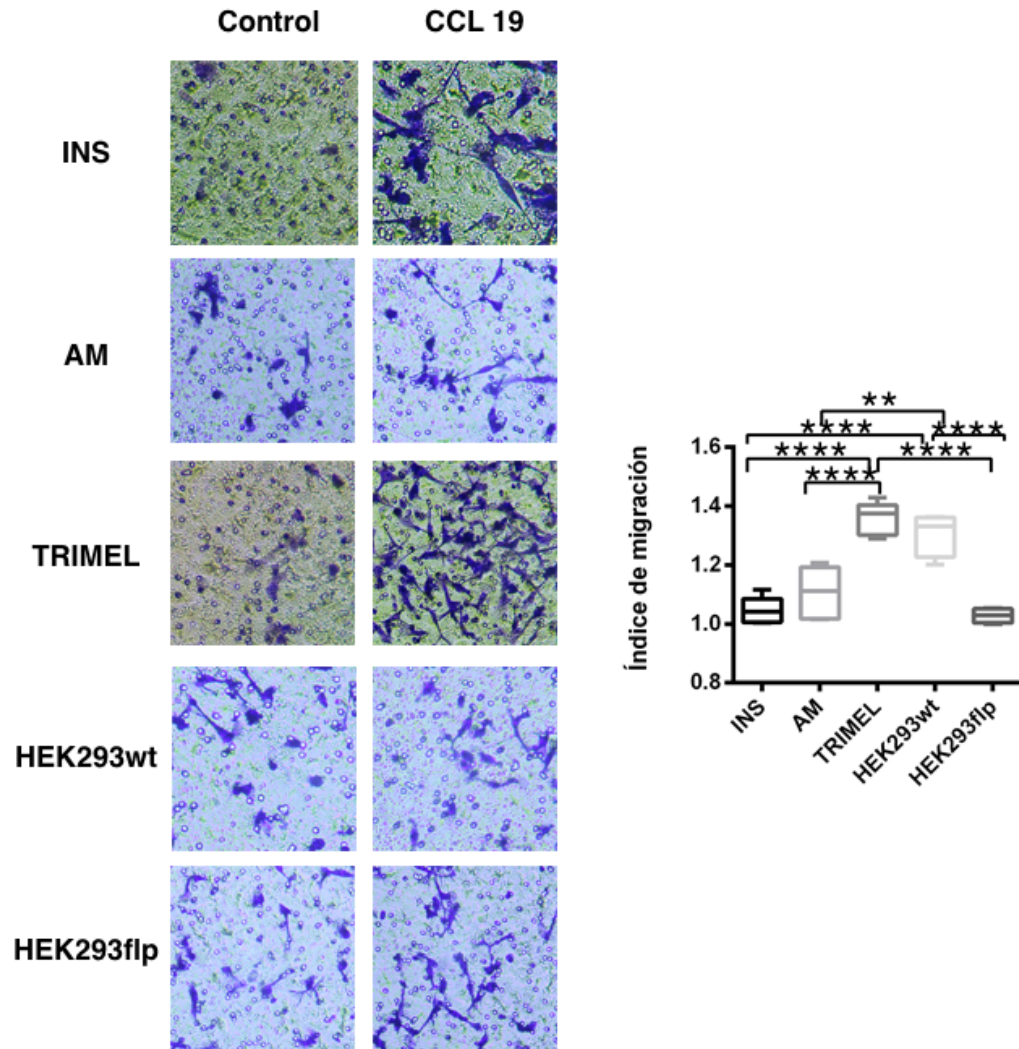 Control CCL 19
INS
AM
TRIMEL
HEK293wt
HEK293flp
**
**** ****
**** ****
****
Índice de migración
1.6
1.4
1.2
1.0
0.8
INS
AM
TRIMEL
HEK293wt
HEK293flp